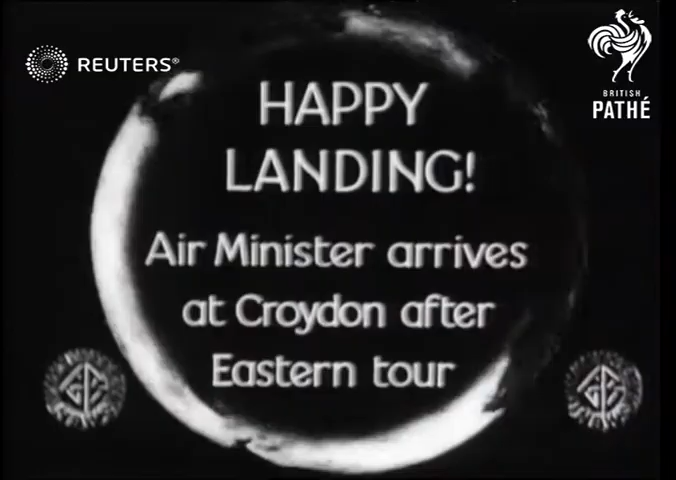 REUTERS®
BRITISH
PATHÉ
HAPPY
LANDING!
Air Minister arrives
at Croydon after
Eastern tour